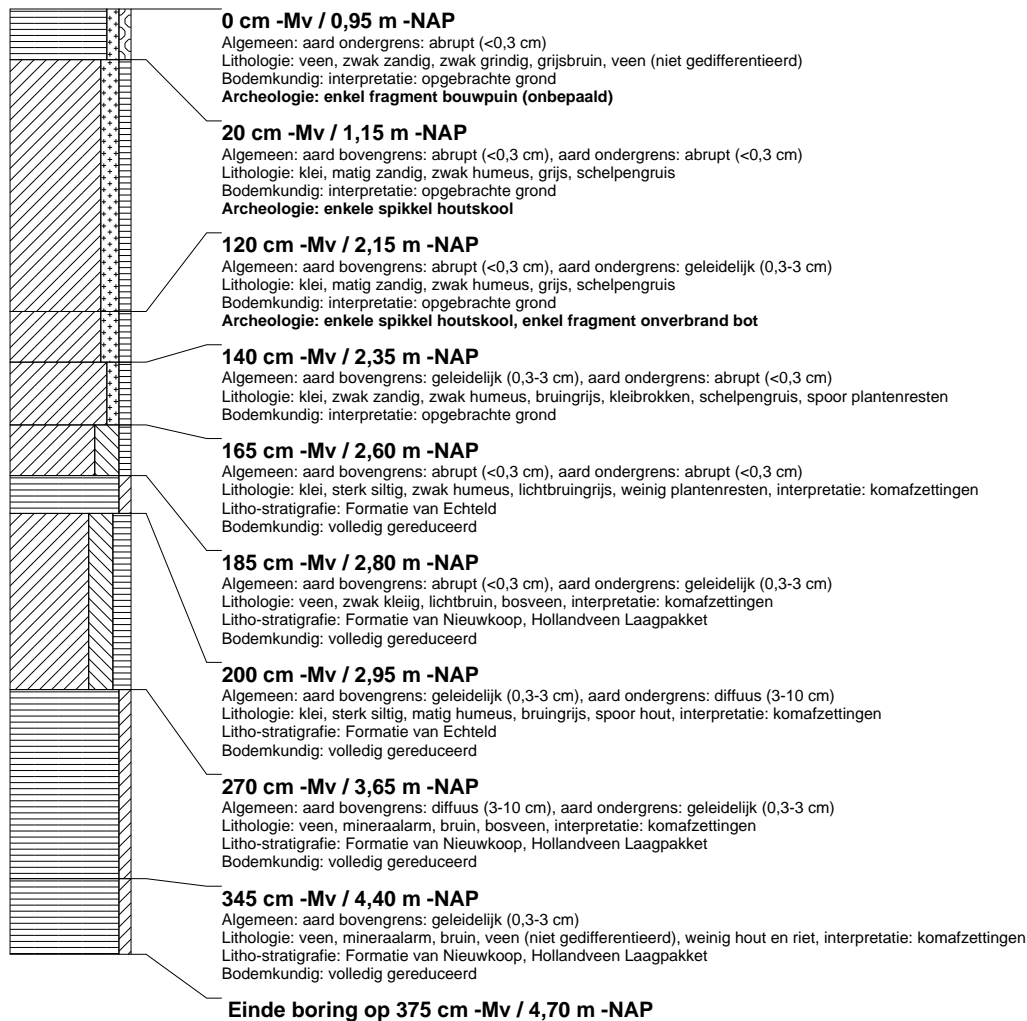 0 cm -Mv / 0,95 m -NAP
Algemeen: aard ondergrens: abrupt (<0,3 cm)
Lithologie: veen, zwak zandig, zwak grindig, grijsbruin, veen (niet gedifferentieerd)
Bodemkundig: interpretatie: opgebrachte grond
Archeologie: enkel fragment bouwpuin (onbepaald)
20 cm -Mv / 1,15 m -NAP
Algemeen: aard bovengrens: abrupt (<0,3 cm), aard ondergrens: abrupt (<0,3 cm)
Lithologie: klei, matig zandig, zwak humeus, grijs, schelpengruis
Bodemkundig: interpretatie: opgebrachte grond
Archeologie: enkele spikkel houtskool
120 cm -Mv / 2,15 m -NAP
Algemeen: aard bovengrens: abrupt (<0,3 cm), aard ondergrens: geleidelijk (0,3-3 cm)
Lithologie: klei, matig zandig, zwak humeus, grijs, schelpengruis
Bodemkundig: interpretatie: opgebrachte grond
Archeologie: enkele spikkel houtskool, enkel fragment onverbrand bot
140 cm -Mv / 2,35 m -NAP
Algemeen: aard bovengrens: geleidelijk (0,3-3 cm), aard ondergrens: abrupt (<0,3 cm)
Lithologie: klei, zwak zandig, zwak humeus, bruingrijs, kleibrokken, schelpengruis, spoor plantenresten
Bodemkundig: interpretatie: opgebrachte grond
165 cm -Mv / 2,60 m -NAP
Algemeen: aard bovengrens: abrupt (<0,3 cm), aard ondergrens: abrupt (<0,3 cm)
Lithologie: klei, sterk siltig, zwak humeus, lichtbruingrijs, weinig plantenresten, interpretatie: komafzettingen
Litho-stratigrafie: Formatie van Echteld
Bodemkundig: volledig gereduceerd
185 cm -Mv / 2,80 m -NAP
Algemeen: aard bovengrens: abrupt (<0,3 cm), aard ondergrens: geleidelijk (0,3-3 cm)
Lithologie: veen, zwak kleiig, lichtbruin, bosveen, interpretatie: komafzettingen
Litho-stratigrafie: Formatie van Nieuwkoop, Hollandveen Laagpakket
Bodemkundig: volledig gereduceerd
200 cm -Mv / 2,95 m -NAP
Algemeen: aard bovengrens: geleidelijk (0,3-3 cm), aard ondergrens: diffuus (3-10 cm)
Lithologie: klei, sterk siltig, matig humeus, bruingrijs, spoor hout, interpretatie: komafzettingen
Litho-stratigrafie: Formatie van Echteld
Bodemkundig: volledig gereduceerd
270 cm -Mv / 3,65 m -NAP
Algemeen: aard bovengrens: diffuus (3-10 cm), aard ondergrens: geleidelijk (0,3-3 cm)
Lithologie: veen, mineraalarm, bruin, bosveen, interpretatie: komafzettingen
Litho-stratigrafie: Formatie van Nieuwkoop, Hollandveen Laagpakket
Bodemkundig: volledig gereduceerd
345 cm -Mv / 4,40 m -NAP
Algemeen: aard bovengrens: geleidelijk (0,3-3 cm)
Lithologie: veen, mineraalarm, bruin, veen (niet gedifferentieerd), weinig hout en riet, interpretatie: komafzettingen
Litho-stratigrafie: Formatie van Nieuwkoop, Hollandveen Laagpakket
Bodemkundig: volledig gereduceerd
Einde boring op 375 cm -Mv / 4,70 m -NAP